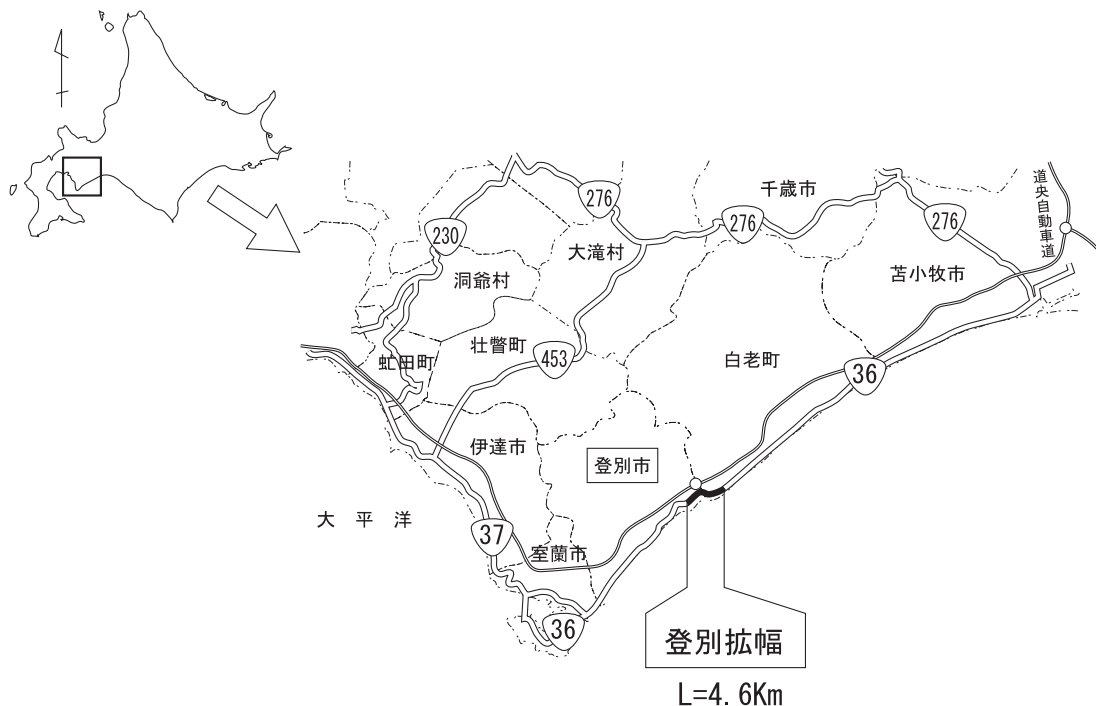 276
千歳市
道央自動車道
230
276
276
大滝村
洞爺村
苫小牧市
壮瞥町
虻田町
453
白老町
36
伊達市
登別市
大平洋
37
室蘭市
36
登別拡幅
L=4.6Km